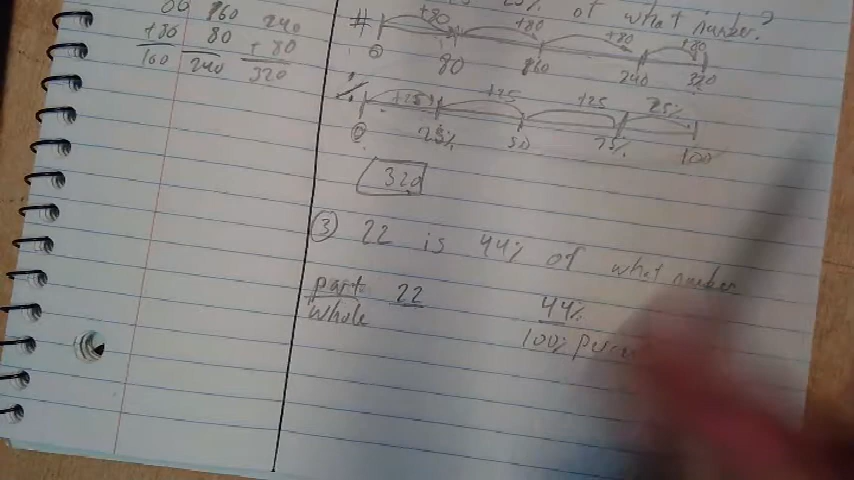 00 160 240
+80 80 + 80
160 240 320
25% of what number?
# +80 +80 +80 +80
0 80 160 240 320
% +25 +25 +25 25%
0 25% 50 75% 100
320
③ 22 is 44% of what number
part 22 44%
whole 100%